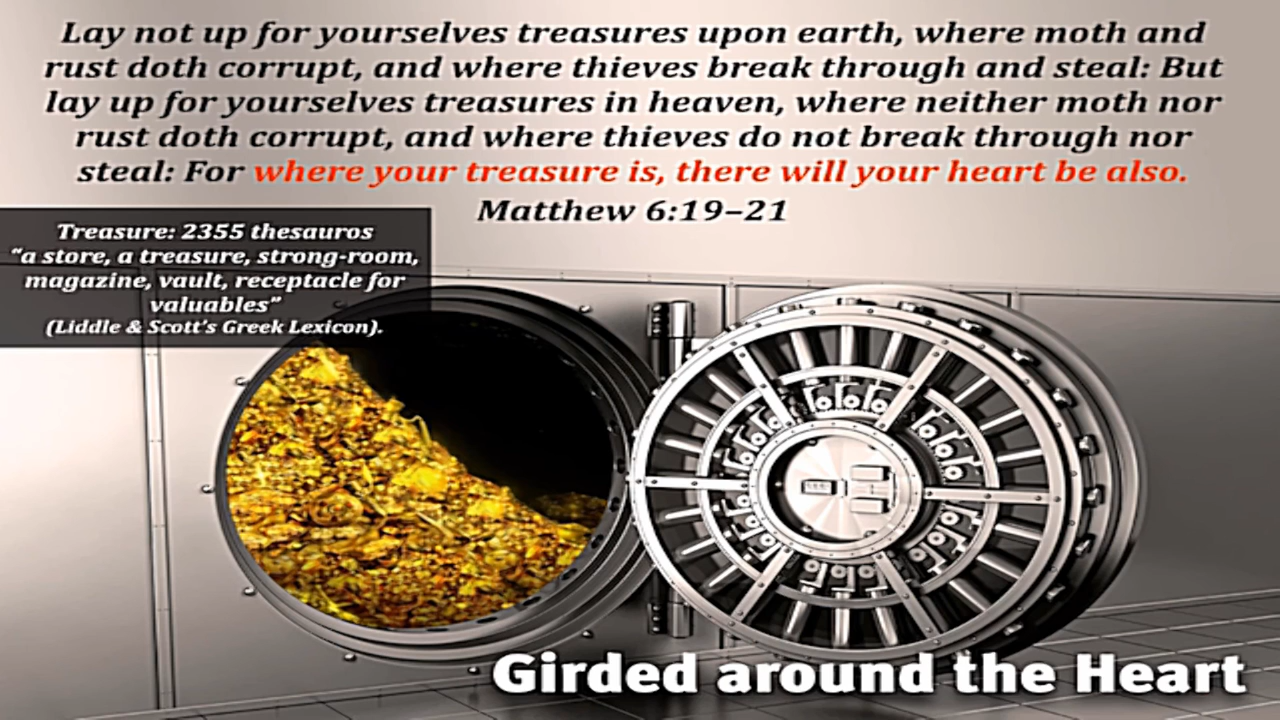 Lay not up for yourselves treasures upon earth, where moth and
rust doth corrupt, and where thieves break through and steal: But
lay up for yourselves treasures in heaven, where neither moth nor
rust doth corrupt, and where thieves do not break through nor
steal: For where your treasure is, there will your heart be also.
Matthew 6:19–21
Treasure: 2355 thesauros
“a store, a treasure, strong-room,
magazine, vault, receptacle for
valuables”
(Liddle & Scott’s Greek Lexicon).
Girded around the Heart